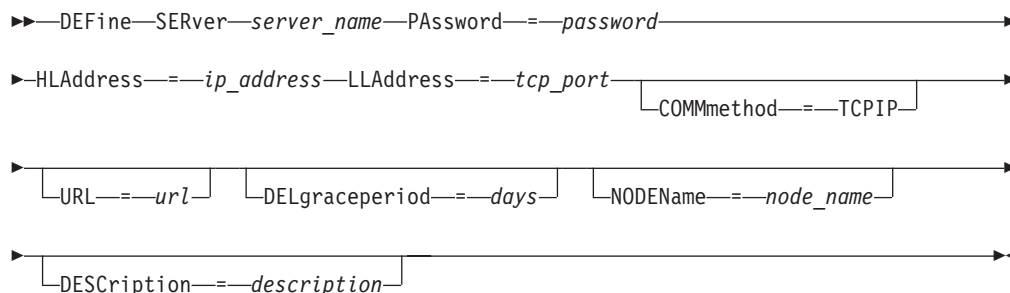 DEFine SERver server_name PAssword = password
HLAddress = ip_address LLAddress = tcp_port
COMMmethod = TCPIP
URL = url DELgraceperiod = days NODEName = node_name
DESCription = description